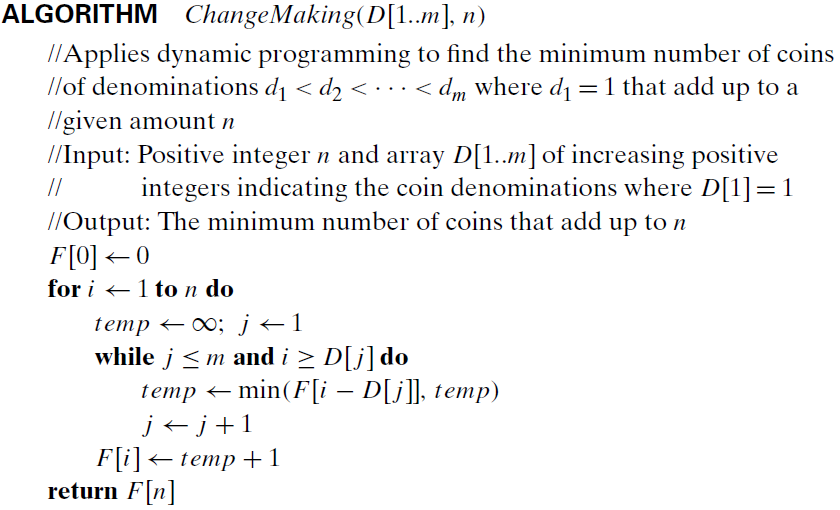 ALGORITHM ChangeMaking(D[1..m], n)
//Applies dynamic programming to find the minimum number of coins
//of denominations d₁ < d₂ < · · · < dₘ where d₁ = 1 that add up to a
//given amount n
//Input: Positive integer n and array D[1..m] of increasing positive
// integers indicating the coin denominations where D[1] = 1
//Output: The minimum number of coins that add up to n
F[0] ← 0
for i ← 1 to n do
temp ← ∞; j ← 1
while j ≤ m and i ≥ D[j] do
temp ← min(F[i − D[j]], temp)
j ← j + 1
F[i] ← temp + 1
return F[n]